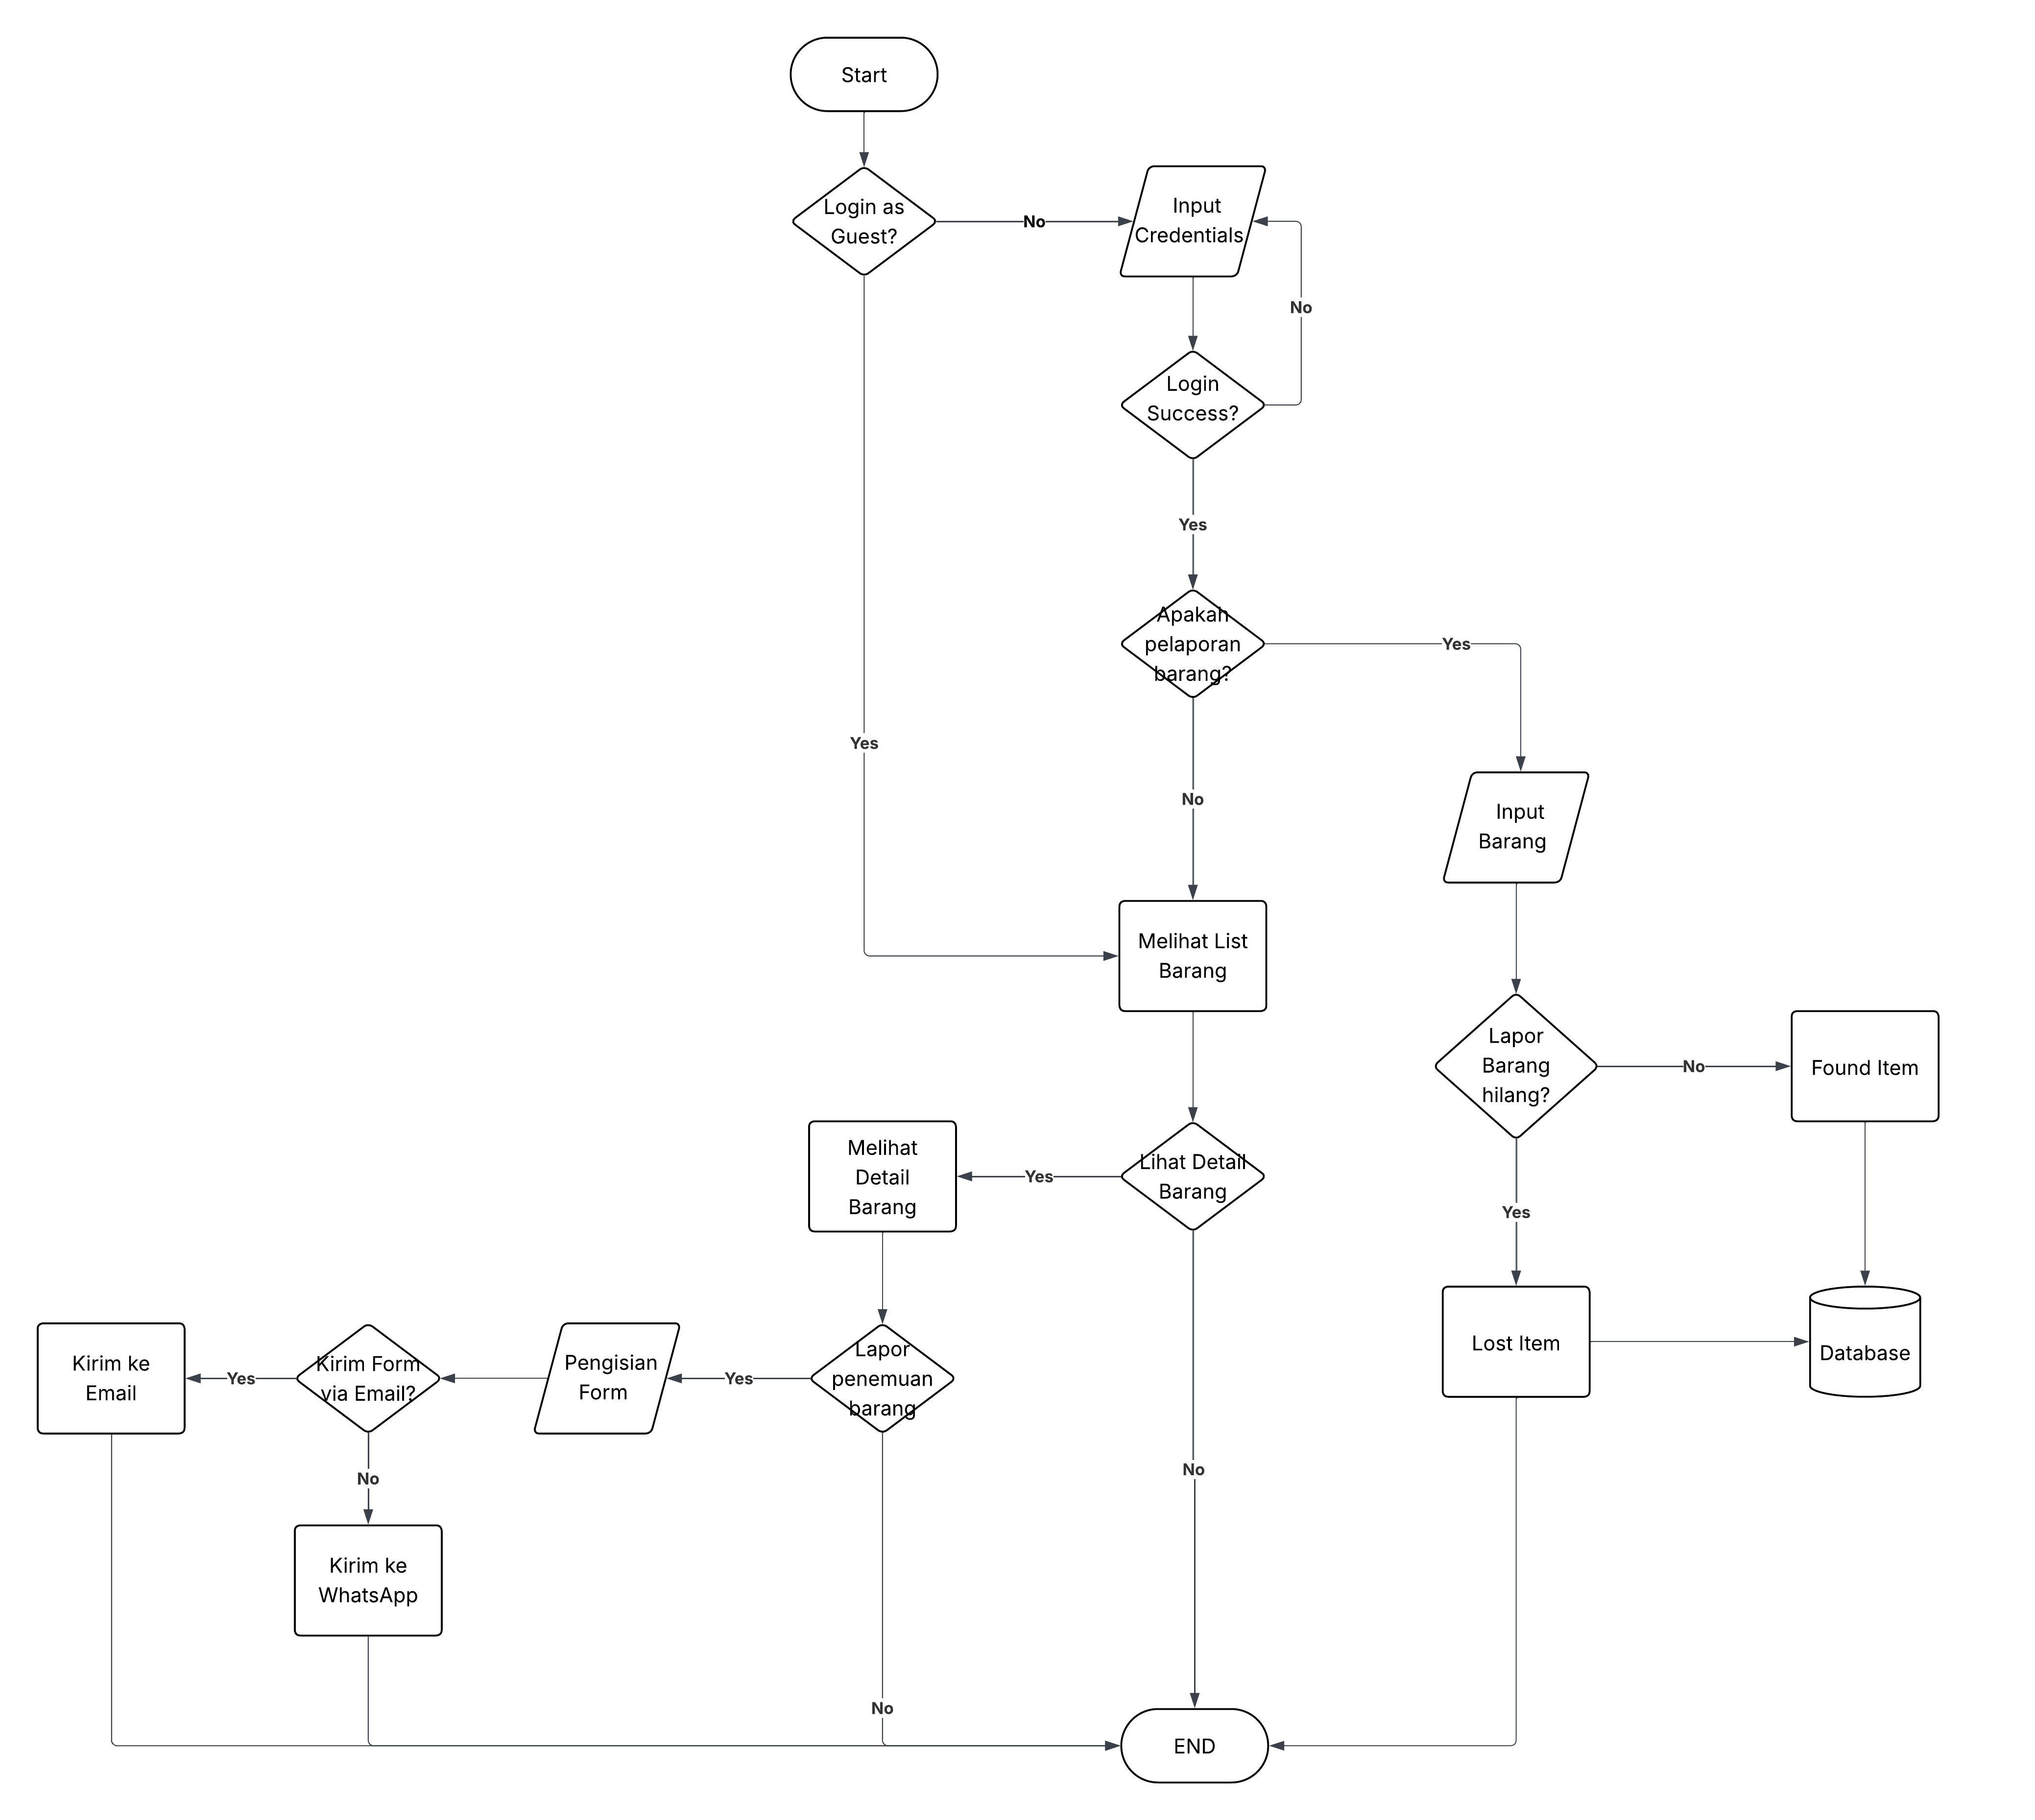 Start
Login as
Guest?
No
Input
Credentials
No
Login
Success?
Yes
Apakah
pelaporan
barang?
Yes
Yes
No
Input
Barang
Melihat List
Barang
Lapor
Barang
hilang?
No
Found Item
Melihat
Detail
Barang
Yes
Lihat Detail
Barang
Yes
Kirim ke
Email
Yes
Kirim Form
via Email?
Pengisian
Form
Yes
Lapor
penemuan
barang
Lost Item
Database
No
No
Kirim ke
WhatsApp
No
END